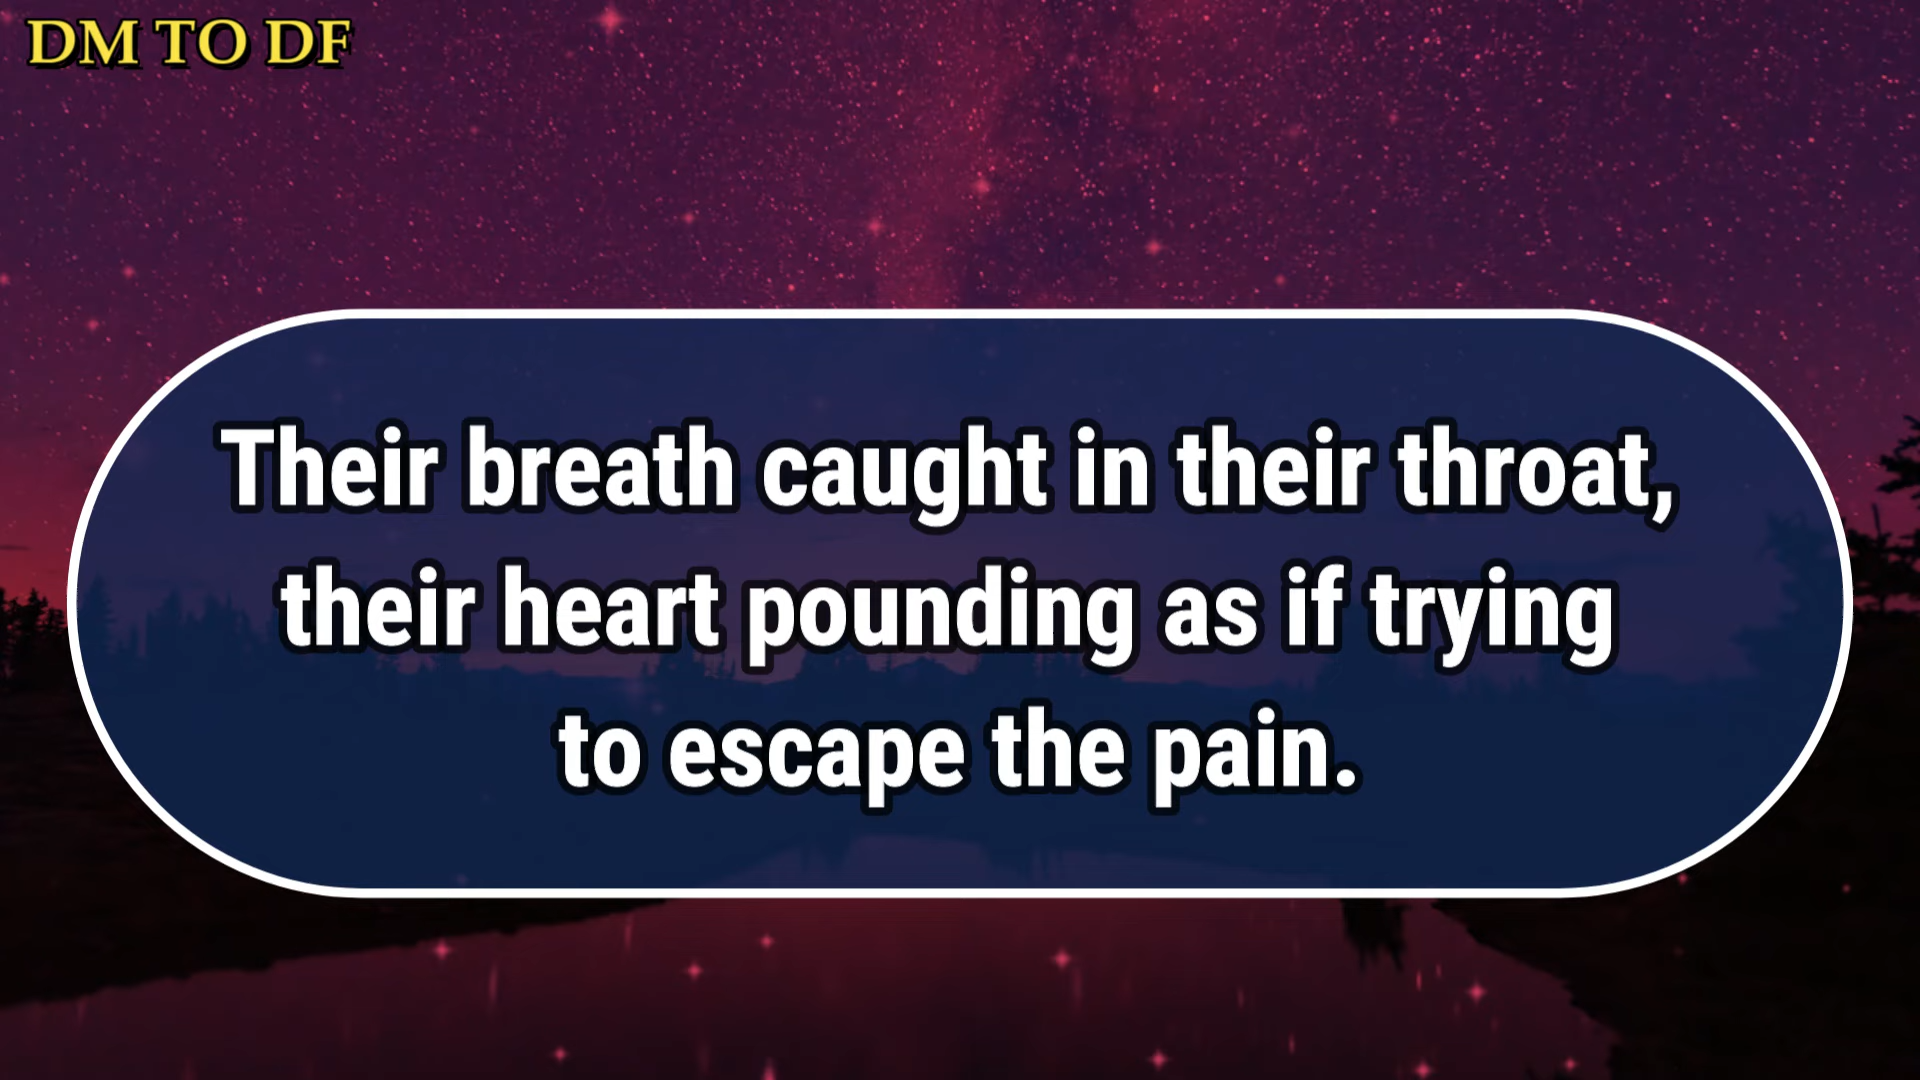 DM TO DF
Their breath caught in their throat,
their heart pounding as if trying
to escape the pain.